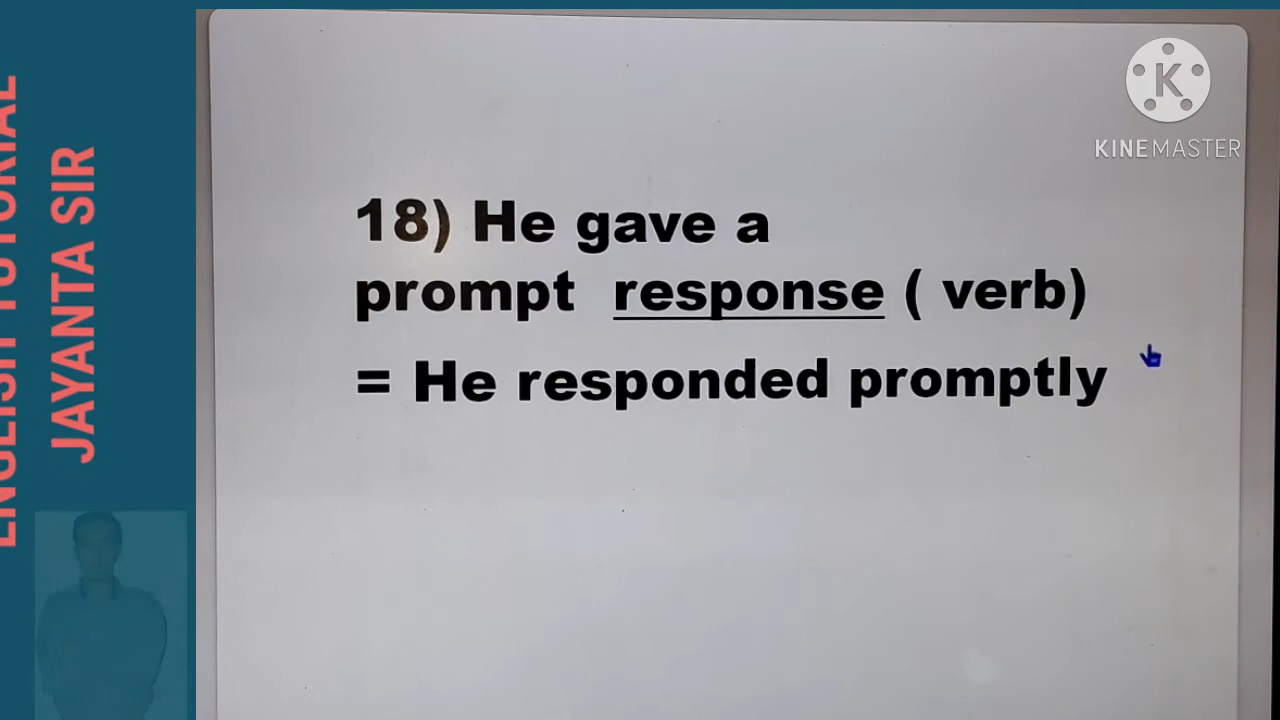 ENGLISH TUTORIAL
JAYANTA SIR
K
KINEMASTER
18) He gave a
prompt response ( verb)
= He responded promptly